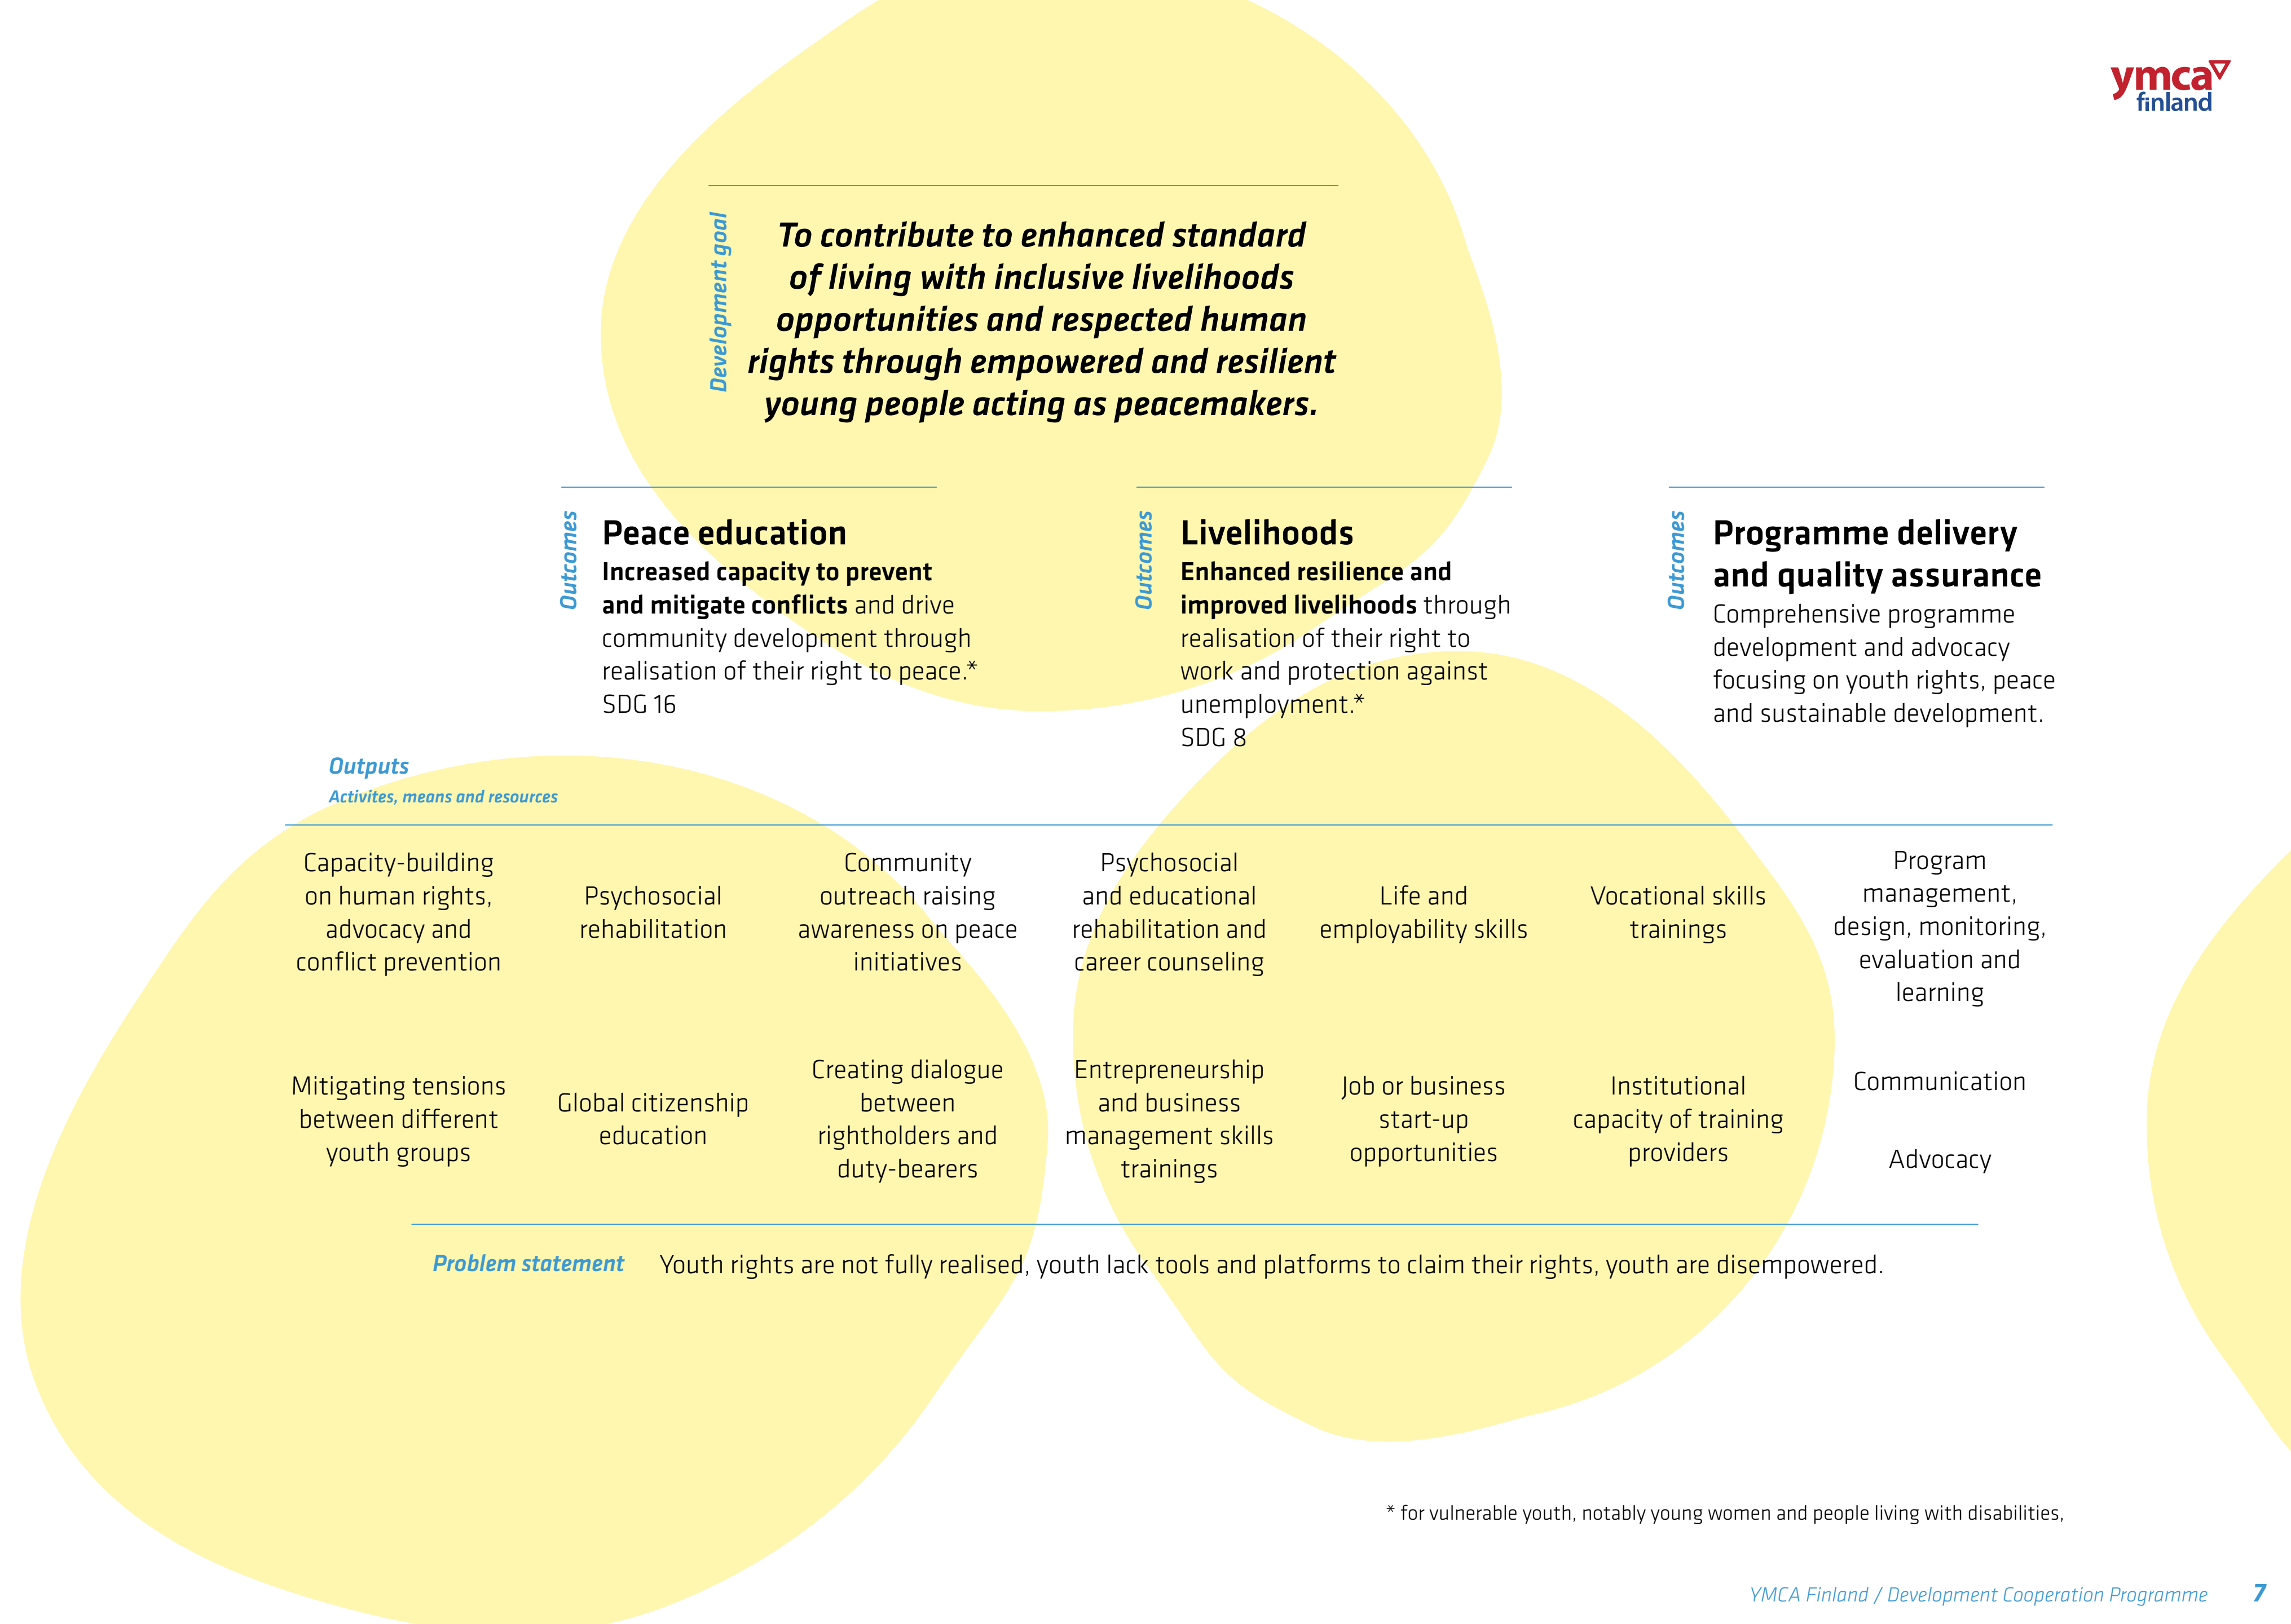 ymca
finland
Development goal
To contribute to enhanced standard
of living with inclusive livelihoods
opportunities and respected human
rights through empowered and resilient
young people acting as peacemakers.
Outcomes
Peace education
Increased capacity to prevent
and mitigate conflicts and drive
community development through
realisation of their right to peace.*
SDG 16
Outcomes
Livelihoods
Enhanced resilience and
improved livelihoods through
realisation of their right to
work and protection against
unemployment.*
SDG 8
Outcomes
Programme delivery
and quality assurance
Comprehensive programme
development and advocacy
focusing on youth rights, peace
and sustainable development.
Outputs
Activites, means and resources
Capacity-building
on human rights,
advocacy and
conflict prevention
Psychosocial
rehabilitation
Community
outreach raising
awareness on peace
initiatives
Psychosocial
and educational
rehabilitation and
career counseling
Life and
employability skills
Vocational skills
trainings
Program
management,
design, monitoring,
evaluation and
learning
Mitigating tensions
between different
youth groups
Global citizenship
education
Creating dialogue
between
rightholders and
duty-bearers
Entrepreneurship
and business
management skills
trainings
Job or business
start-up
opportunities
Institutional
capacity of training
providers
Communication
Advocacy
Problem statement Youth rights are not fully realised, youth lack tools and platforms to claim their rights, youth are disempowered.
* for vulnerable youth, notably young women and people living with disabilities,
YMCA Finland / Development Cooperation Programme 7